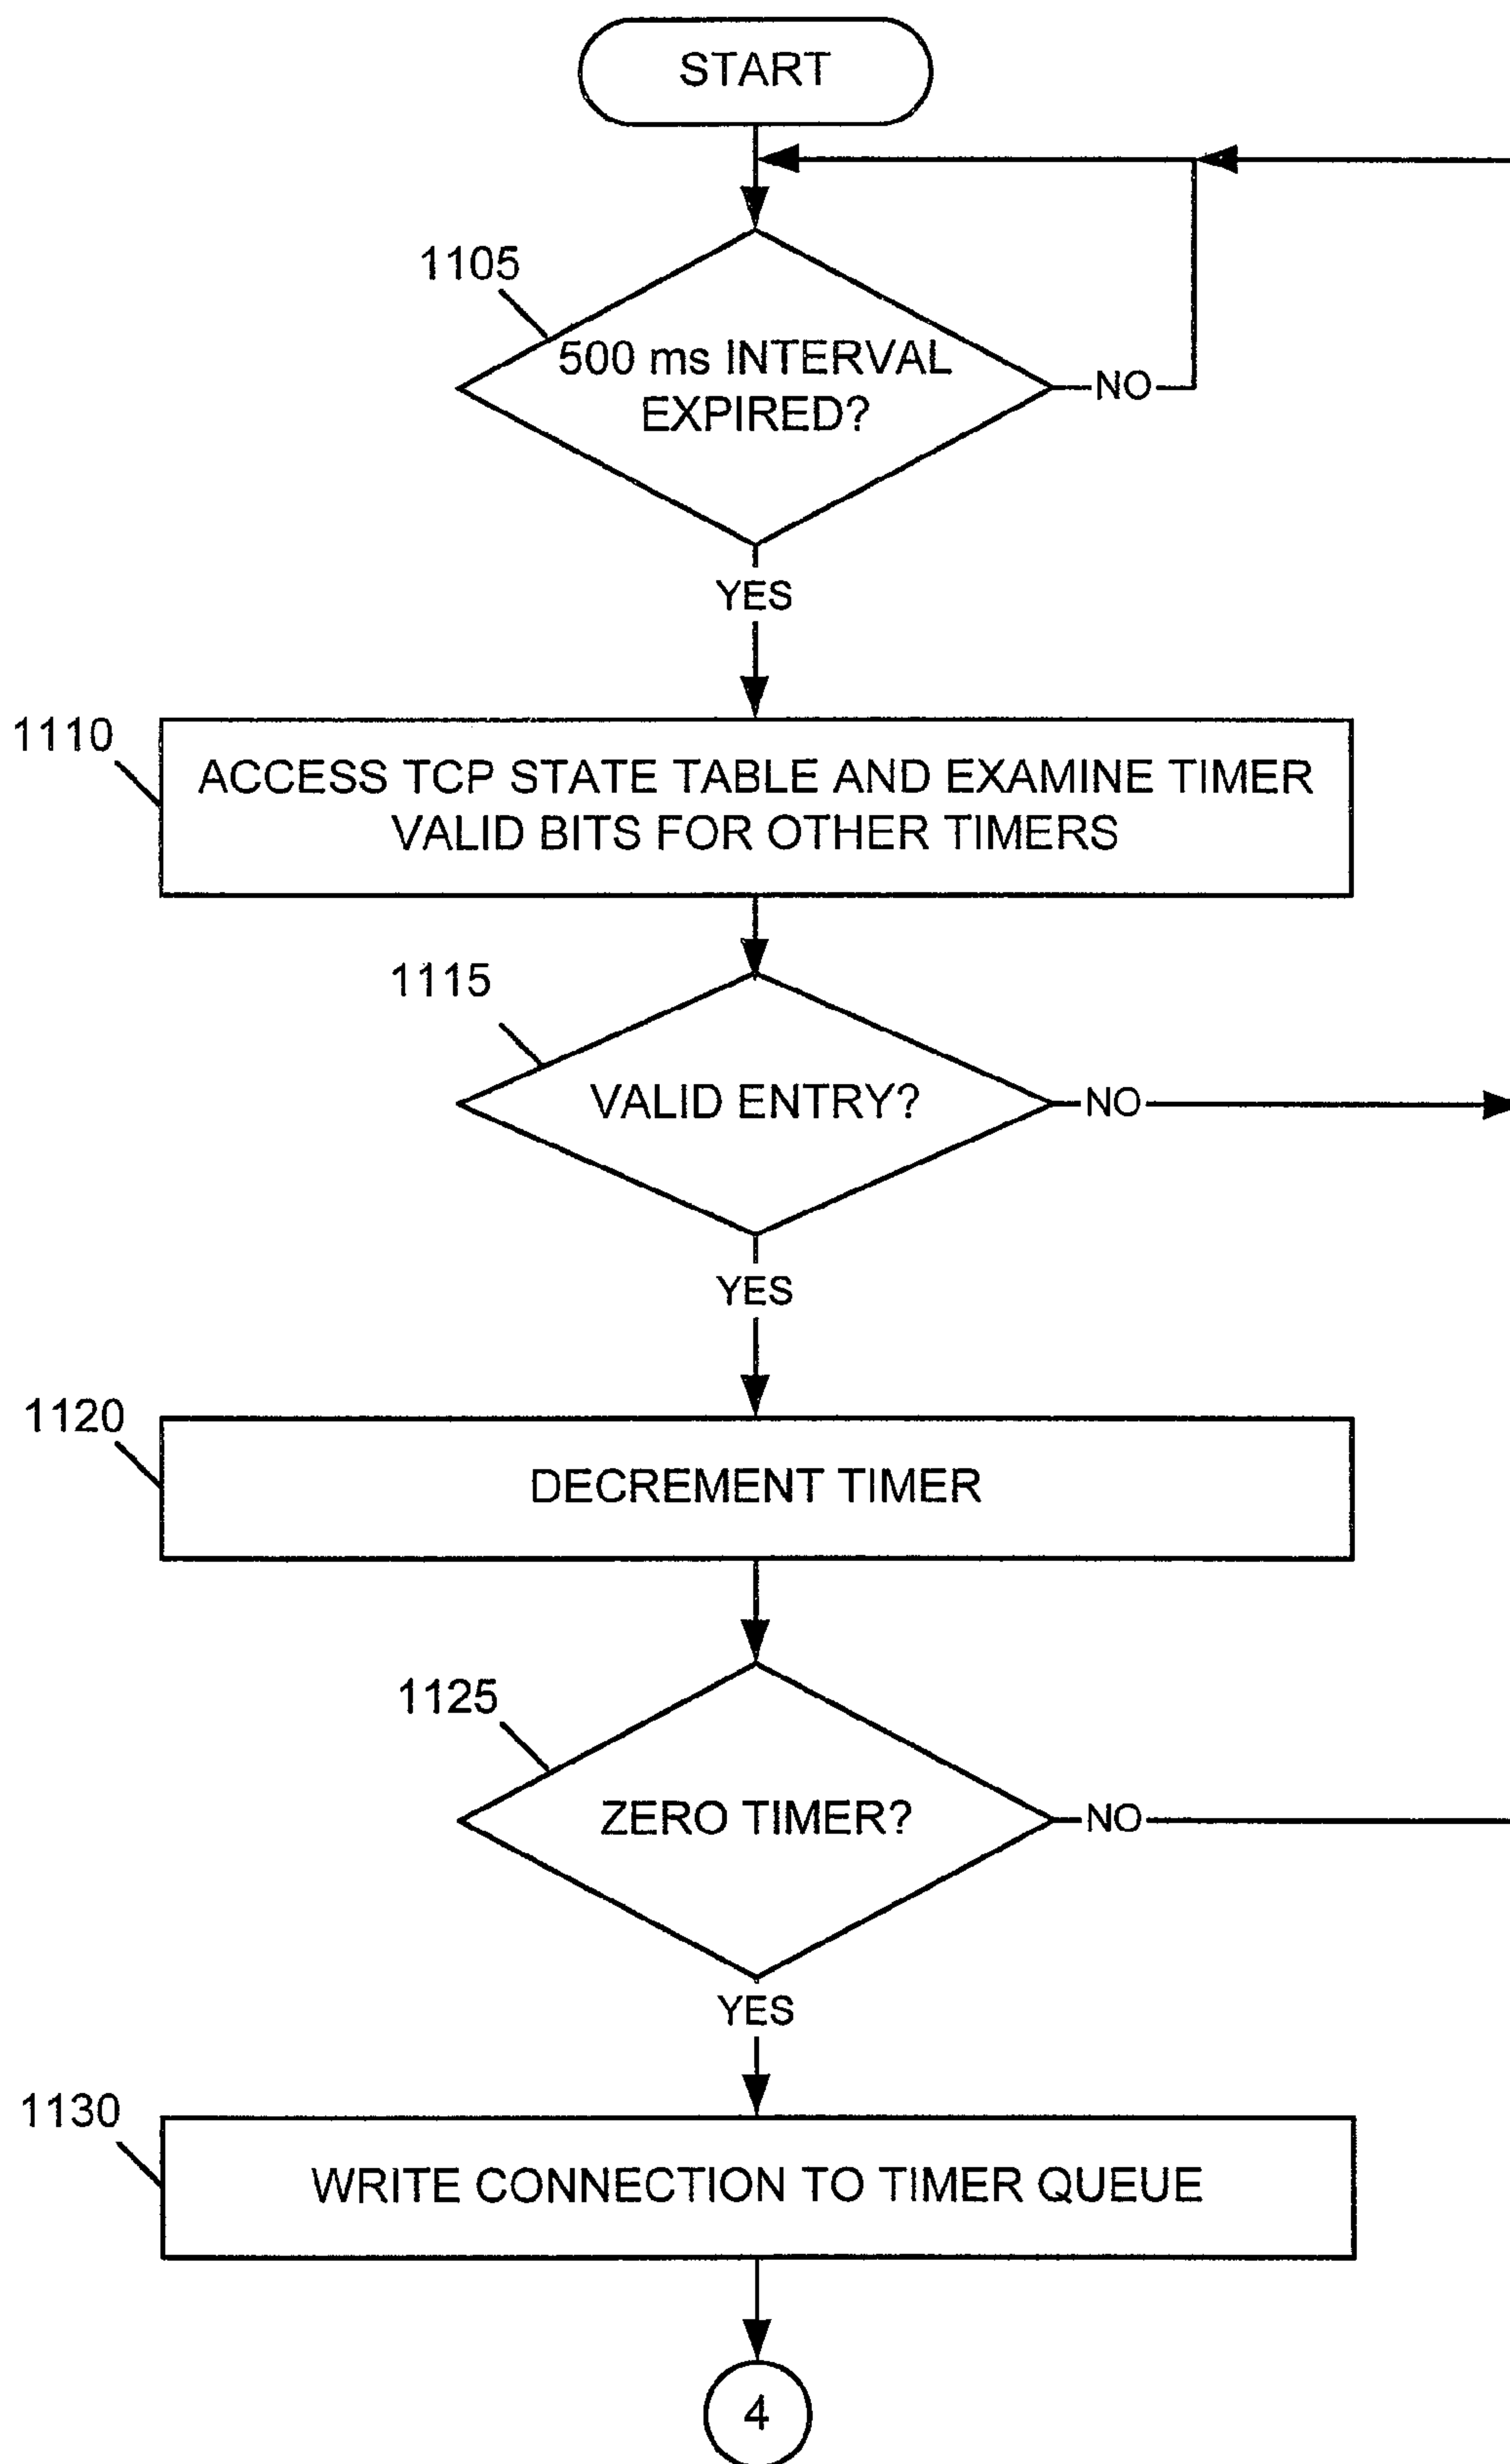 START
1105
500 ms INTERVAL
EXPIRED?
NO
YES
1110
ACCESS TCP STATE TABLE AND EXAMINE TIMER
VALID BITS FOR OTHER TIMERS
1115
VALID ENTRY?
NO
YES
1120
DECREMENT TIMER
1125
ZERO TIMER?
NO
YES
1130
WRITE CONNECTION TO TIMER QUEUE
4